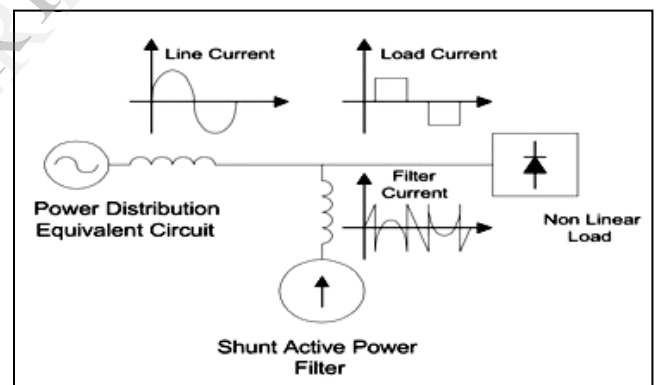 Line Current
Load Current
Filter
Current
Power Distribution
Equivalent Circuit
Non Linear
Load
Shunt Active Power
Filter